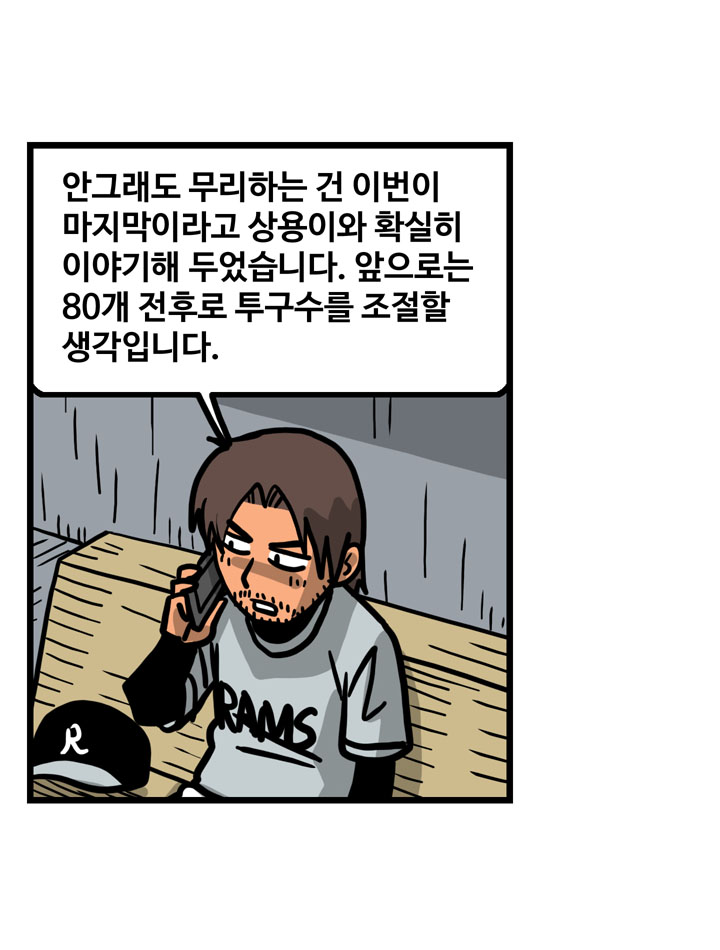 안그래도 무리하는 건 이번이
마지막이라고 상용이와 확실히
이야기해 두었습니다. 앞으로는
80개 전후로 투구수를 조절할
생각입니다.
RAMS
R